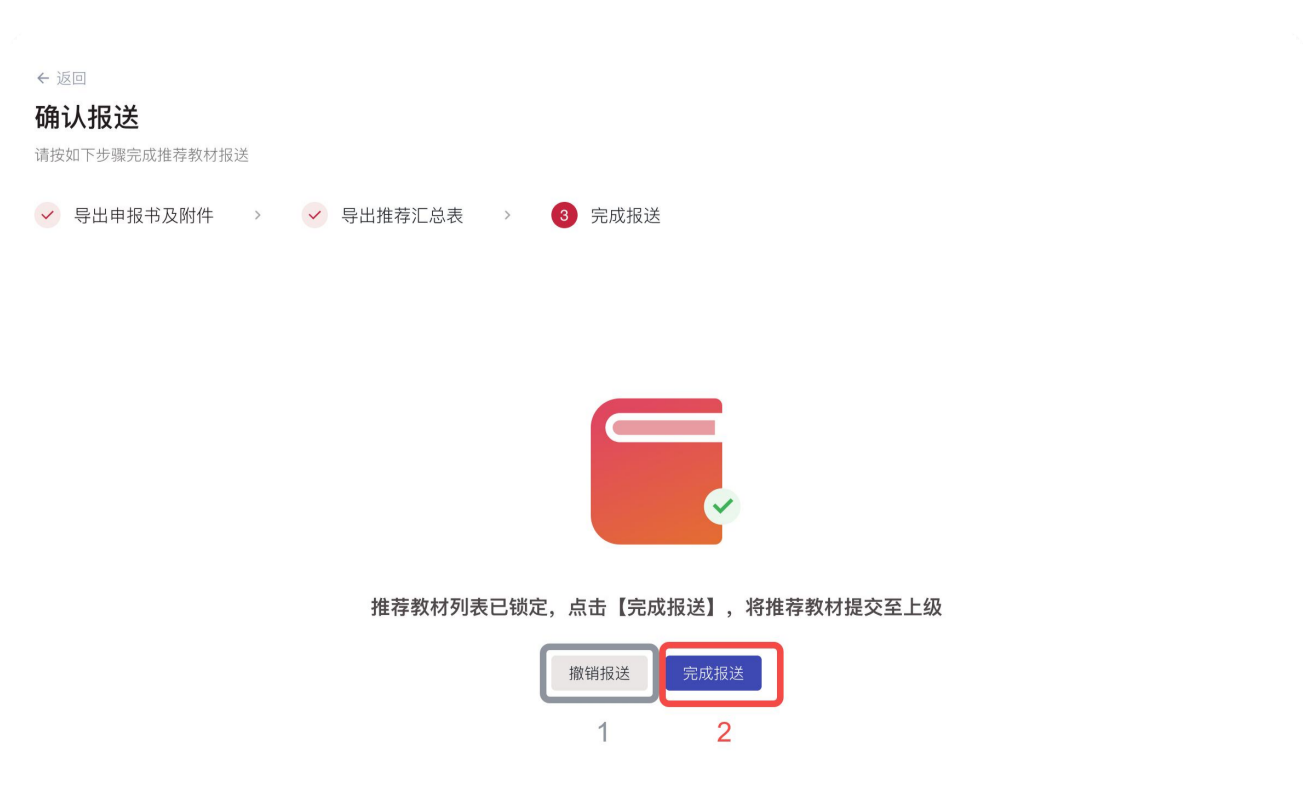 ← 返回
确认报送
请按如下步骤完成推荐教材报送
导出申报书及附件 > 导出推荐汇总表 > 3 完成报送
推荐教材列表已锁定，点击【完成报送】，将推荐教材提交至上级
撤销报送 完成报送
1 2